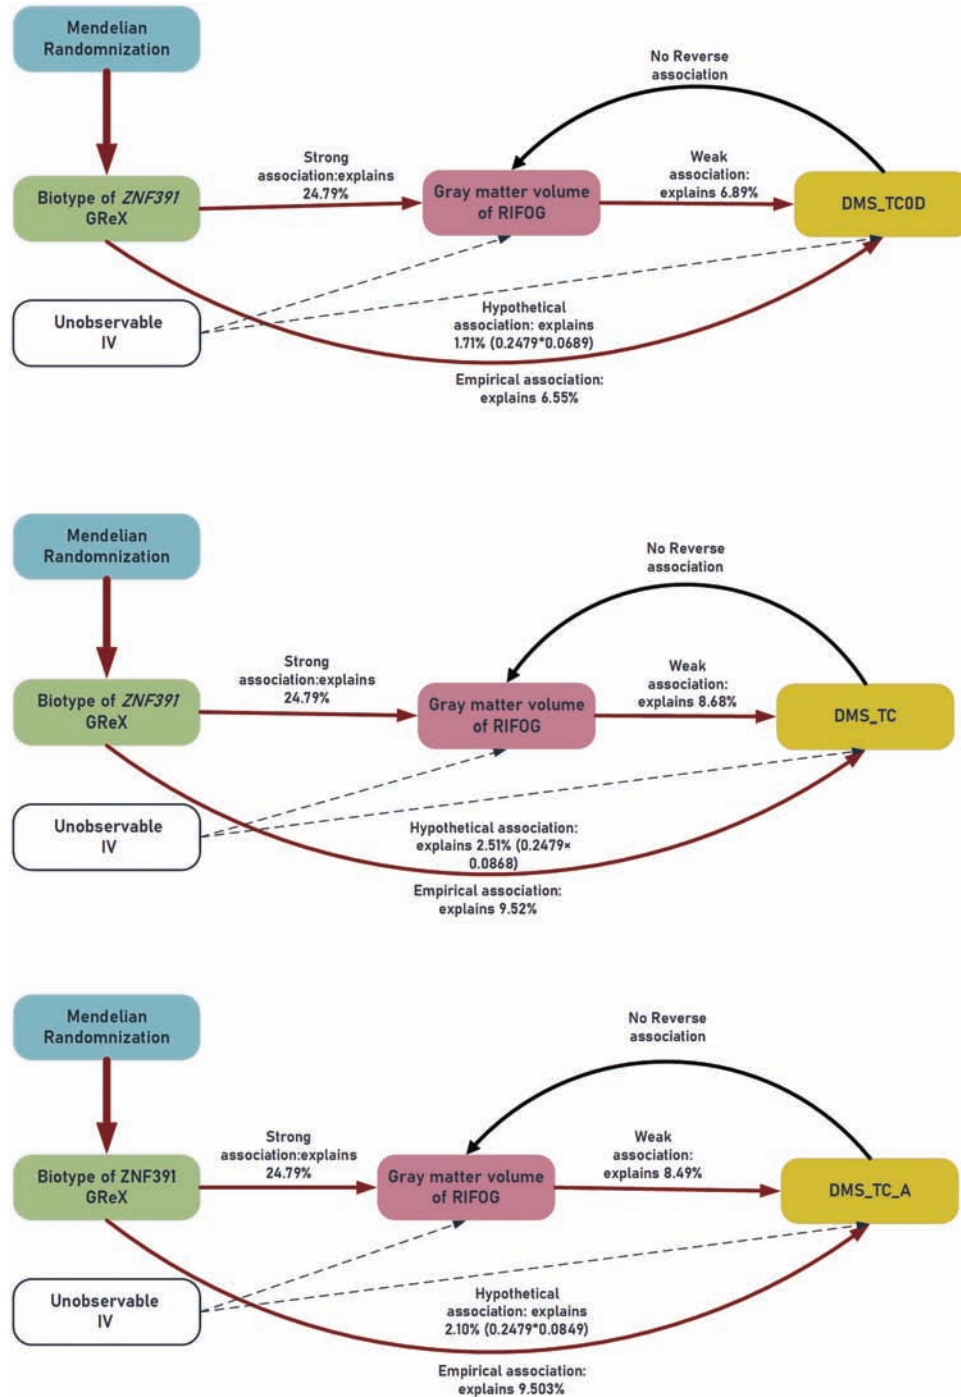 Mendelian
Randomnization
No Reverse
association
Strong
association:explains
24.79%
Weak
association:
explains 6.89%
Biotype of ZNF391
GReX
Gray matter volume
of RIFOG
DMS_TC0D
Unobservable
IV
Hypothetical
association: explains
1.71% (0.2479*0.0689)
Empirical association:
explains 6.55%
Mendelian
Randomnization
No Reverse
association
Strong
association:explains
24.79%
Weak
association:
explains 8.68%
Biotype of ZNF391
GReX
Gray matter volume
of RIFOG
DMS_TC
Unobservable
IV
Hypothetical association:
explains 2.51% (0.2479×
0.0868)
Empirical association:
explains 9.52%
Mendelian
Randomnization
No Reverse
association
Strong
association:explains
24.79%
Weak
association:
explains 8.49%
Biotype of ZNF391
GReX
Gray matter volume
of RIFOG
DMS_TC_A
Unobservable
IV
Hypothetical
association: explains
2.10% (0.2479*0.0849)
Empirical association:
explains 9.503%